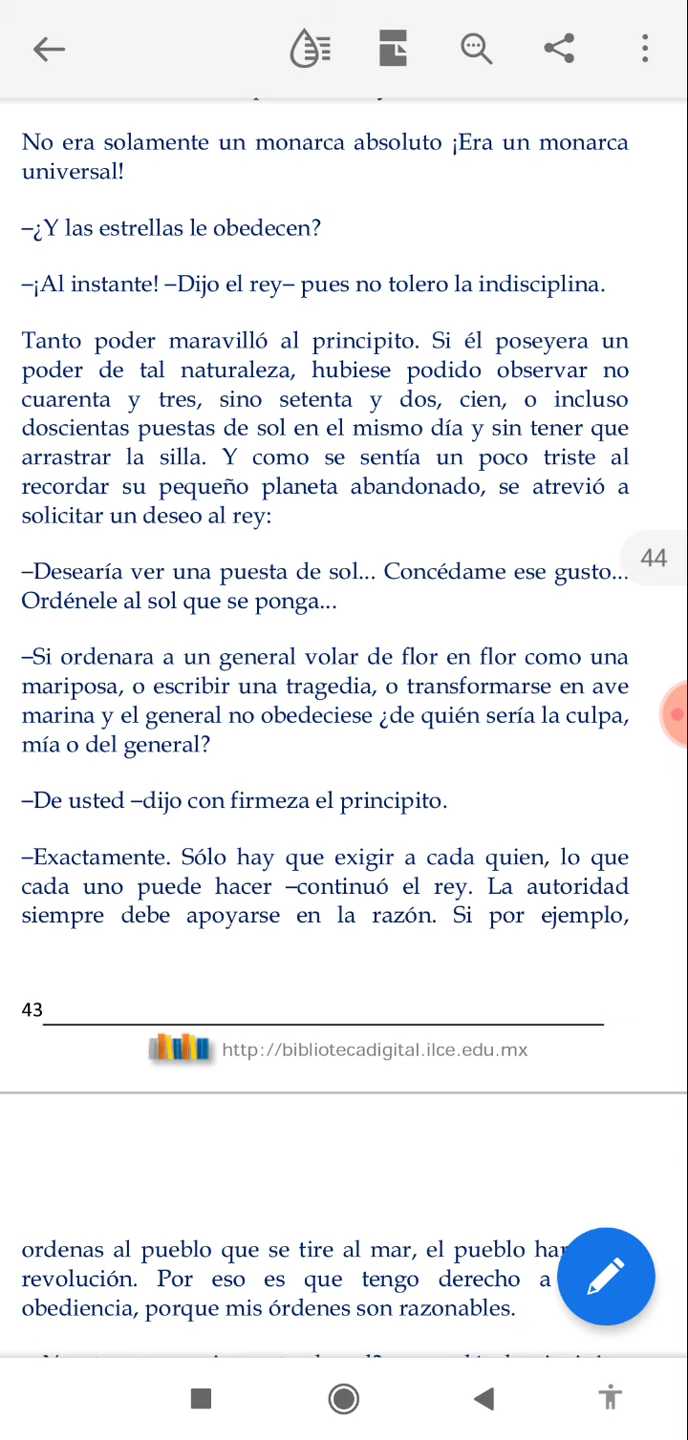 No era solamente un monarca absoluto ¡Era un monarca
universal!
–¿Y las estrellas le obedecen?
–¡Al instante! –Dijo el rey– pues no tolero la indisciplina.
Tanto poder maravilló al principito. Si él poseyera un
poder de tal naturaleza, hubiese podido observar no
cuarenta y tres, sino setenta y dos, cien, o incluso
doscientas puestas de sol en el mismo día y sin tener que
arrastrar la silla. Y como se sentía un poco triste al
recordar su pequeño planeta abandonado, se atrevió a
solicitar un deseo al rey:
44
–Desearía ver una puesta de sol... Concédame ese gusto...
Ordénele al sol que se ponga...
–Si ordenara a un general volar de flor en flor como una
mariposa, o escribir una tragedia, o transformarse en ave
marina y el general no obedeciese ¿de quién sería la culpa,
mía o del general?
–De usted –dijo con firmeza el principito.
–Exactamente. Sólo hay que exigir a cada quien, lo que
cada uno puede hacer –continuó el rey. La autoridad
siempre debe apoyarse en la razón. Si por ejemplo,
43
http://bibliotecadigital.ilce.edu.mx
ordenas al pueblo que se tire al mar, el pueblo
revolución. Por eso es que tengo derecho a
obediencia, porque mis órdenes son razonables.